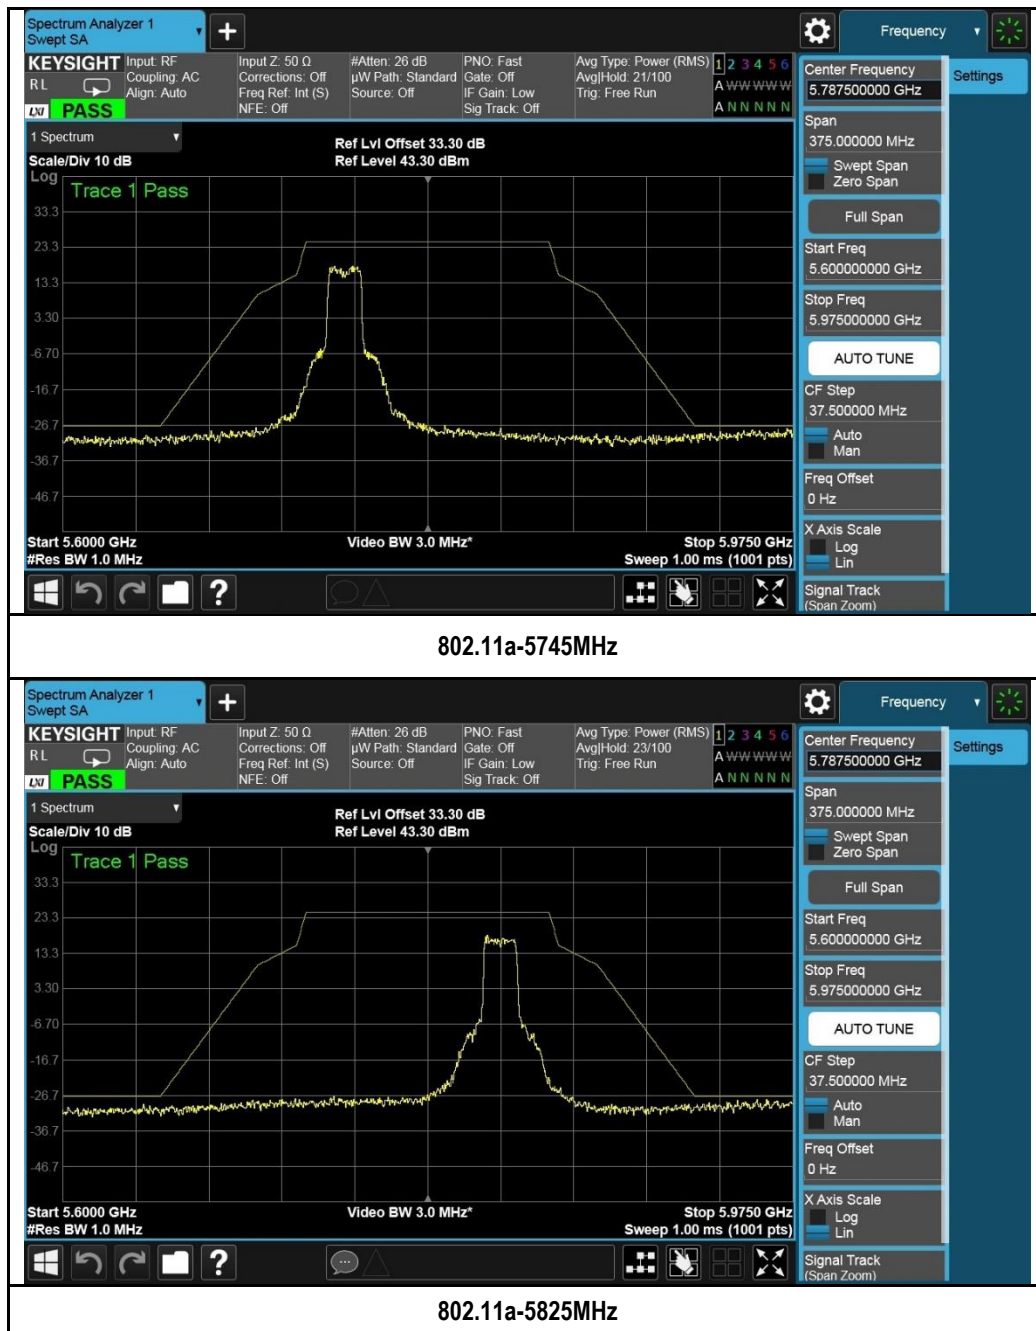 Spectrum Analyzer 1
Swept SA
Frequency
KEYSIGHT
RL
LXI PASS
Input: RF
Coupling: AC
Align: Auto
Input Z: 50 Ω
Corrections: Off
Freq Ref: Int (S)
NFE: Off
#Atten: 26 dB
µW Path: Standard
Source: Off
PNO: Fast
Gate: Off
IF Gain: Low
Sig Track: Off
Avg Type: Power (RMS)
Avg|Hold: 21/100
Trig: Free Run
1 2 3 4 5 6
A W W W W W
A N N N N N
1 Spectrum
Scale/Div 10 dB
Ref Lvl Offset 33.30 dB
Ref Level 43.30 dBm
Log
Trace 1 Pass
33.3
23.3
13.3
3.30
-6.70
-16.7
-26.7
-36.7
-46.7
Start 5.6000 GHz
#Res BW 1.0 MHz
Video BW 3.0 MHz*
Stop 5.9750 GHz
Sweep 1.00 ms (1001 pts)
Center Frequency
5.787500000 GHz
Settings
Span
375.000000 MHz
Swept Span
Zero Span
Full Span
Start Freq
5.600000000 GHz
Stop Freq
5.975000000 GHz
AUTO TUNE
CF Step
37.500000 MHz
Auto
Man
Freq Offset
0 Hz
X Axis Scale
Log
Lin
Signal Track
(Span Zoom)
802.11a-5745MHz
Spectrum Analyzer 1
Swept SA
Frequency
KEYSIGHT
RL
LXI PASS
Input: RF
Coupling: AC
Align: Auto
Input Z: 50 Ω
Corrections: Off
Freq Ref: Int (S)
NFE: Off
#Atten: 26 dB
µW Path: Standard
Source: Off
PNO: Fast
Gate: Off
IF Gain: Low
Sig Track: Off
Avg Type: Power (RMS)
Avg|Hold: 23/100
Trig: Free Run
1 2 3 4 5 6
A W W W W W
A N N N N N
1 Spectrum
Scale/Div 10 dB
Ref Lvl Offset 33.30 dB
Ref Level 43.30 dBm
Log
Trace 1 Pass
33.3
23.3
13.3
3.30
-6.70
-16.7
-26.7
-36.7
-46.7
Start 5.6000 GHz
#Res BW 1.0 MHz
Video BW 3.0 MHz*
Stop 5.9750 GHz
Sweep 1.00 ms (1001 pts)
Center Frequency
5.787500000 GHz
Settings
Span
375.000000 MHz
Swept Span
Zero Span
Full Span
Start Freq
5.600000000 GHz
Stop Freq
5.975000000 GHz
AUTO TUNE
CF Step
37.500000 MHz
Auto
Man
Freq Offset
0 Hz
X Axis Scale
Log
Lin
Signal Track
(Span Zoom)
802.11a-5825MHz